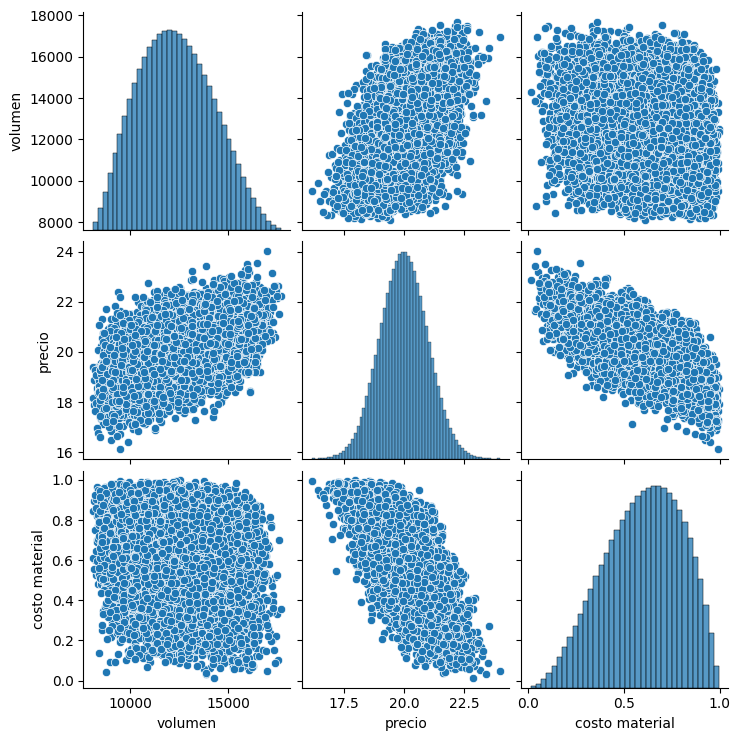 18000
16000
14000
12000
10000
8000
volumen
24
22
20
18
16
precio
1.0
0.8
0.6
0.4
0.2
0.0
costo material
10000 15000
volumen
17.5 20.0 22.5
precio
0.0 0.5 1.0
costo material